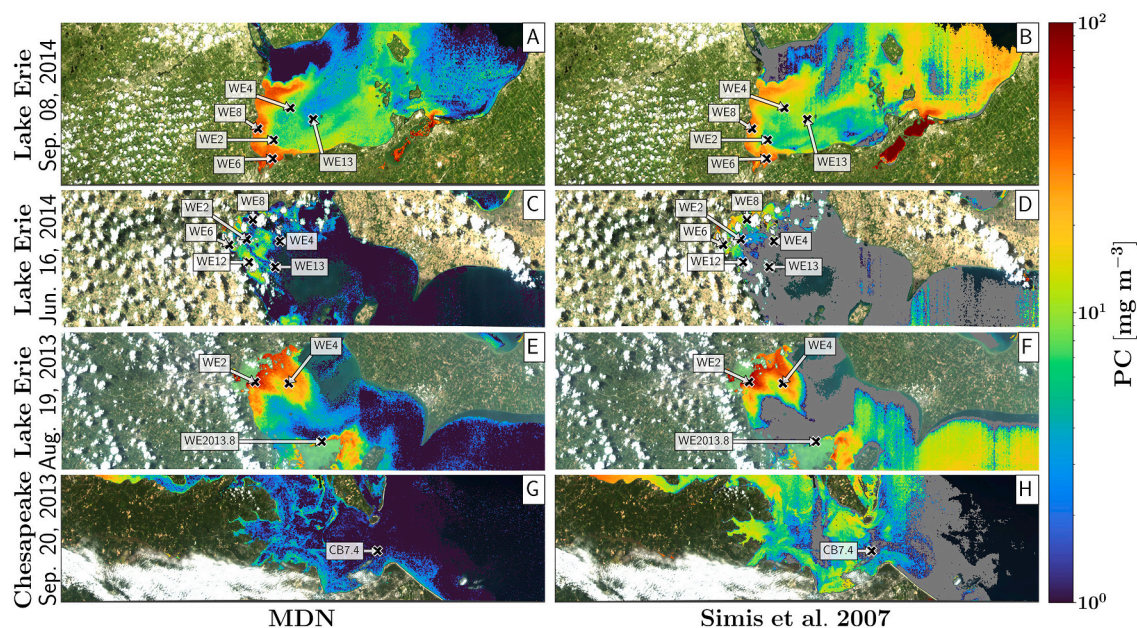 Lake Erie
Sep. 08, 2014
A
WE4
WE8
WE2
WE6
WE13
B
WE4
WE8
WE2
WE6
WE13
Lake Erie
Jun. 16, 2014
C
WE8
WE2
WE6
WE4
WE12
WE13
D
WE8
WE2
WE6
WE4
WE12
WE13
Lake Erie
Aug. 19, 2013
E
WE4
WE2
WE2013.8
F
WE4
WE2
WE2013.8
Chesapeake
Sep. 20, 2013
G
CB7.4
H
CB7.4
MDN
Simis et al. 2007
10²
10¹
10⁰
PC [mg m⁻³]